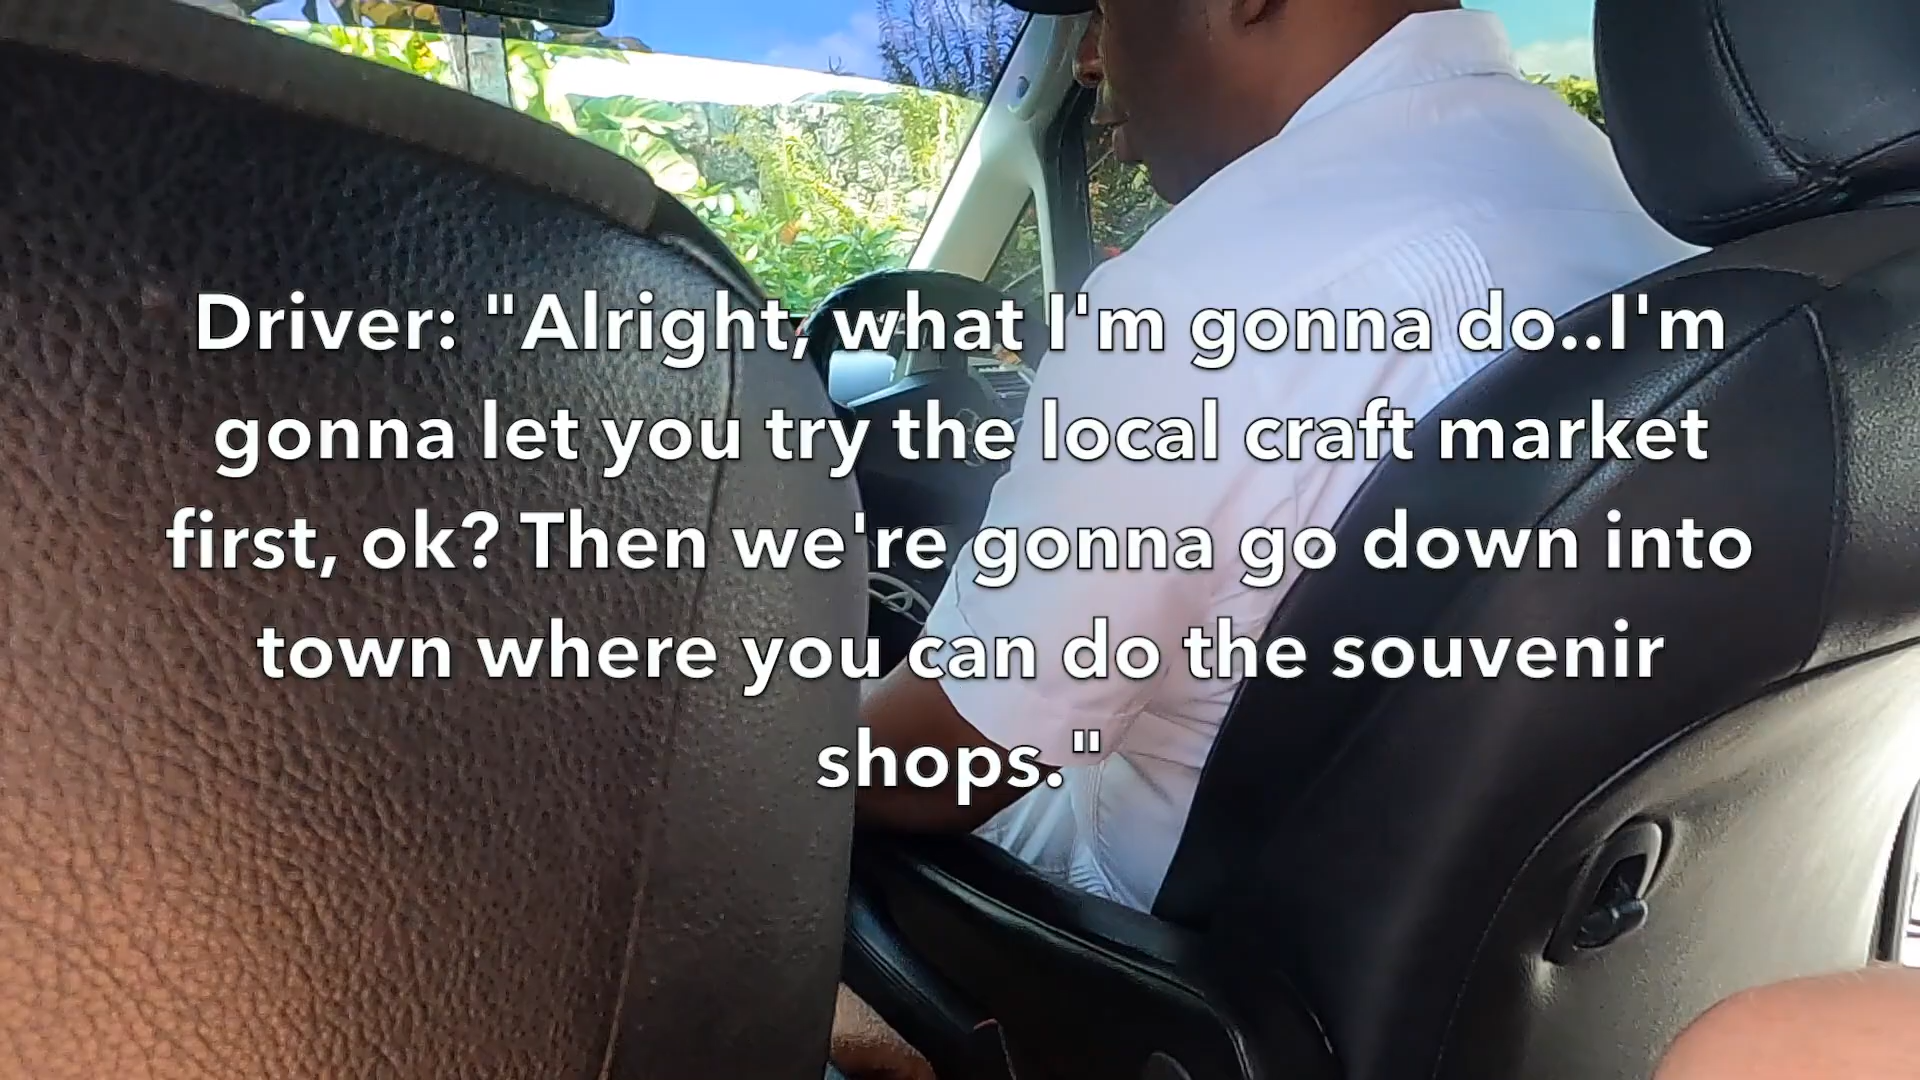 Driver: "Alright, what I'm gonna do..I'm
gonna let you try the local craft market
first, ok? Then we're gonna go down into
town where you can do the souvenir
shops."